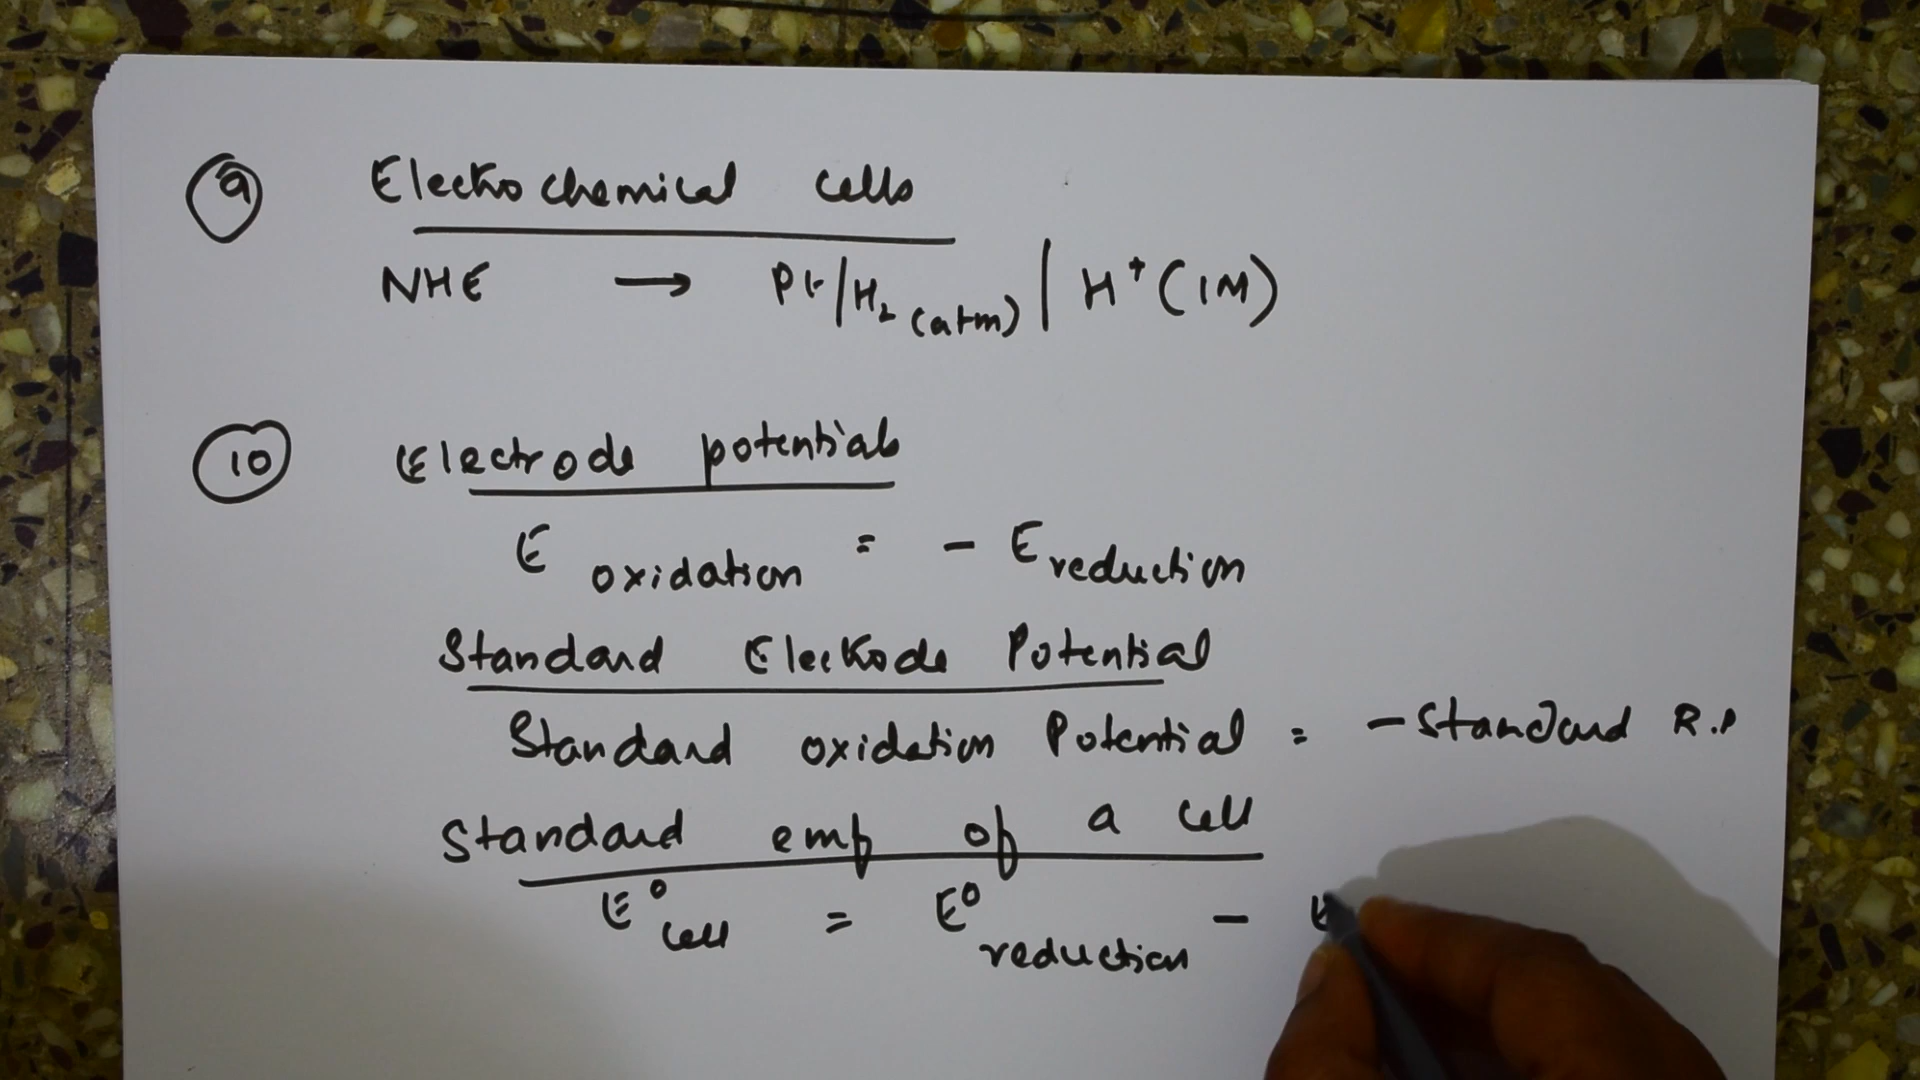 9 Electrochemical cells
NHE → Pt/H2 (atm) | H+ (1M)
10 Electrode potentials
E oxidation = - E reduction
Standard Electrode Potential
Standard oxidation Potential = - Standard R.P
Standard emf of a cell
E° cell = E° reduction -